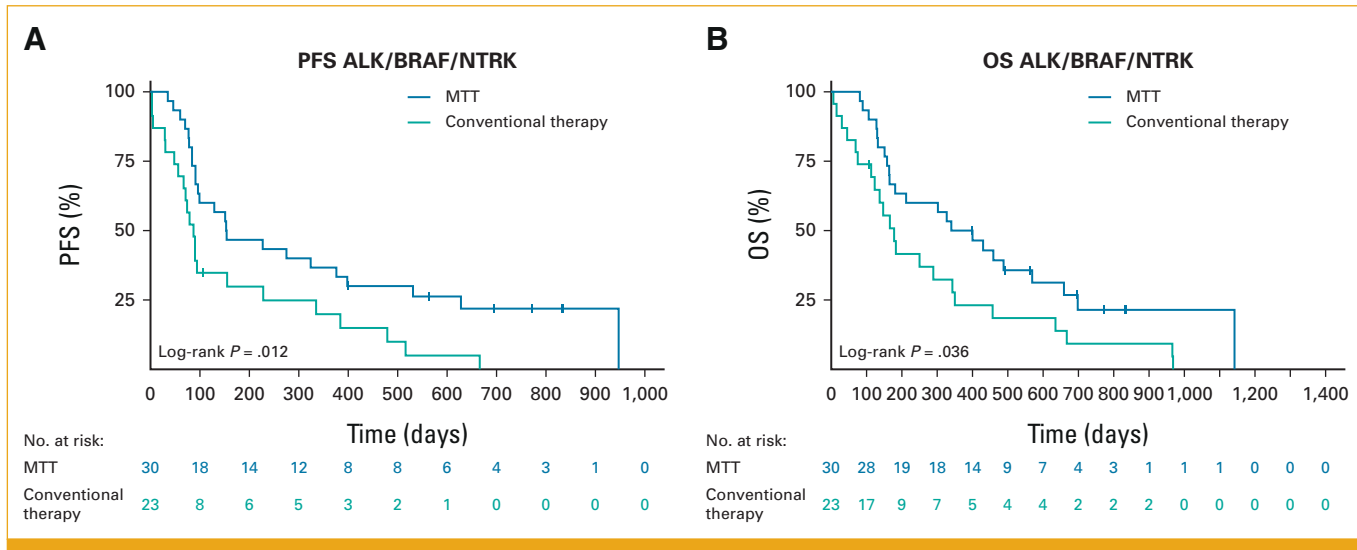 A
PFS ALK/BRAF/NTRK
MTT
Conventional therapy
PFS (%)
100
75
50
25
Log-rank P = .012
0 100 200 300 400 500 600 700 800 900 1,000
Time (days)
No. at risk:
MTT 30 18 14 12 8 8 6 4 3 1 0
Conventional therapy 23 8 6 5 3 2 1 0 0 0 0
B
OS ALK/BRAF/NTRK
MTT
Conventional therapy
OS (%)
100
75
50
25
Log-rank P = .036
0 100 200 300 400 500 600 700 800 900 1,000 1,200 1,400
Time (days)
No. at risk:
MTT 30 28 19 18 14 9 7 4 3 1 1 1 0 0 0
Conventional therapy 23 17 9 7 5 4 4 2 2 2 0 0 0 0 0